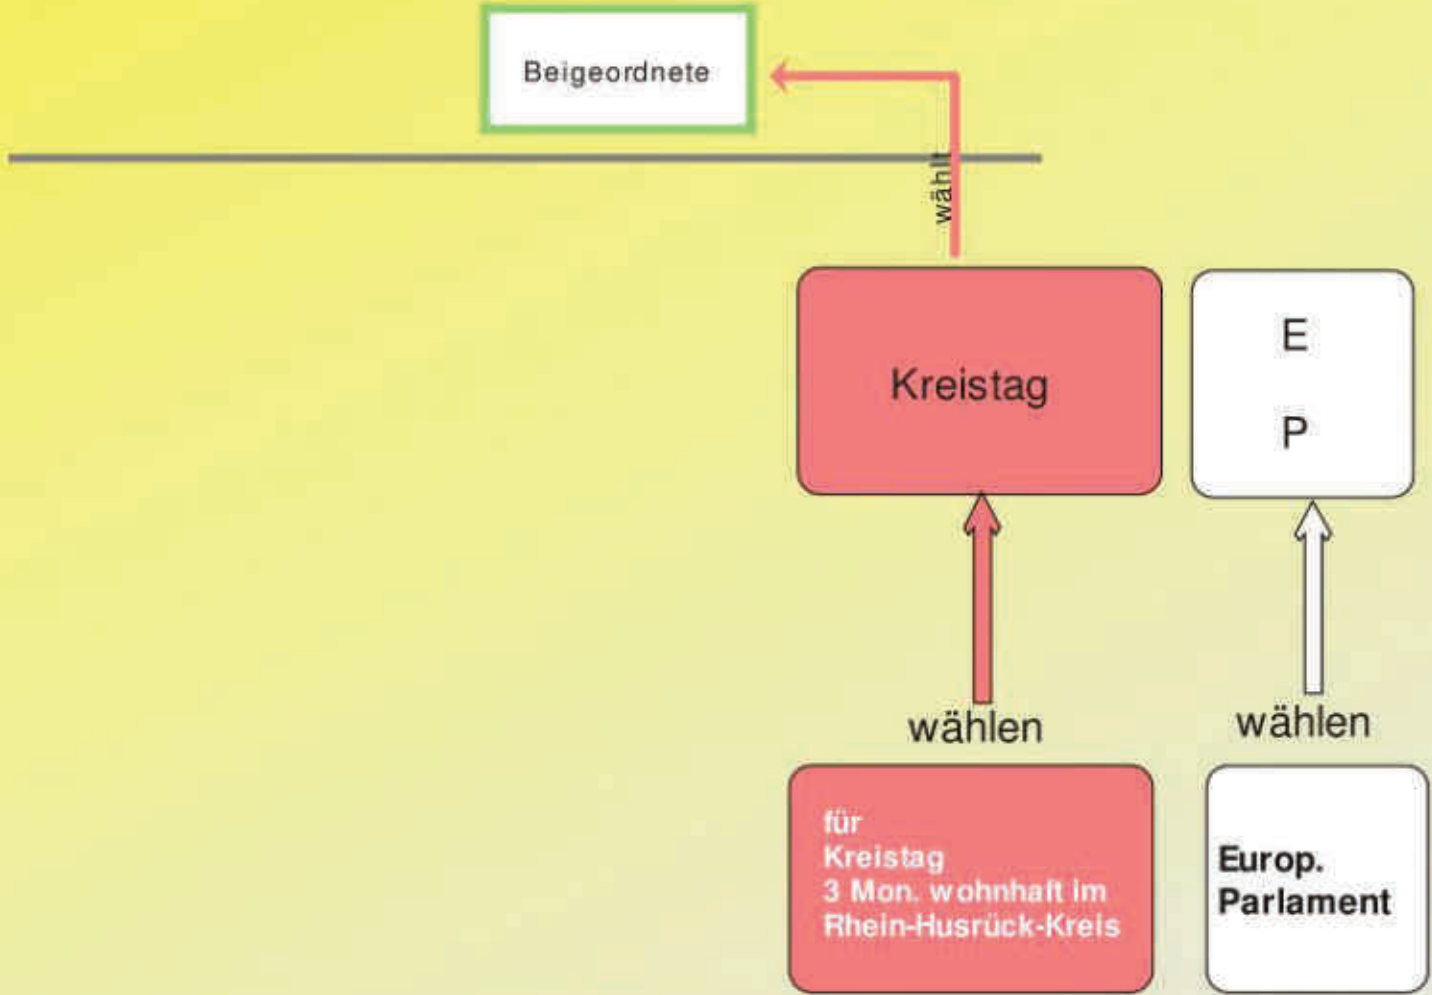 Beigeordnete
wählt
Kreistag
E
P
wählen
wählen
für
Kreistag
3 Mon. wohnhaft im
Rhein-Husrück-Kreis
Europ.
Parlament